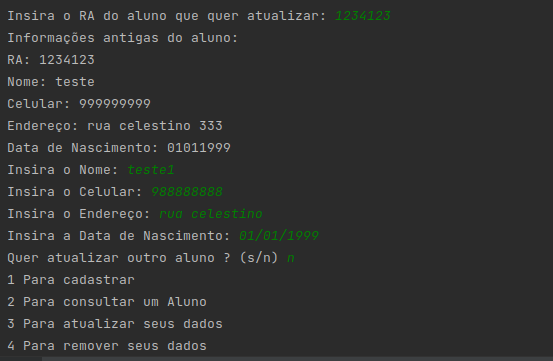 Insira o RA do aluno que quer atualizar: 1234123
Informações antigas do aluno:
RA: 1234123
Nome: teste
Celular: 999999999
Endereço: rua celestino 333
Data de Nascimento: 01011999
Insira o Nome: teste1
Insira o Celular: 988888888
Insira o Endereço: rua celestino
Insira a Data de Nascimento: 01/01/1999
Quer atualizar outro aluno ? (s/n) n
1 Para cadastrar
2 Para consultar um Aluno
3 Para atualizar seus dados
4 Para remover seus dados